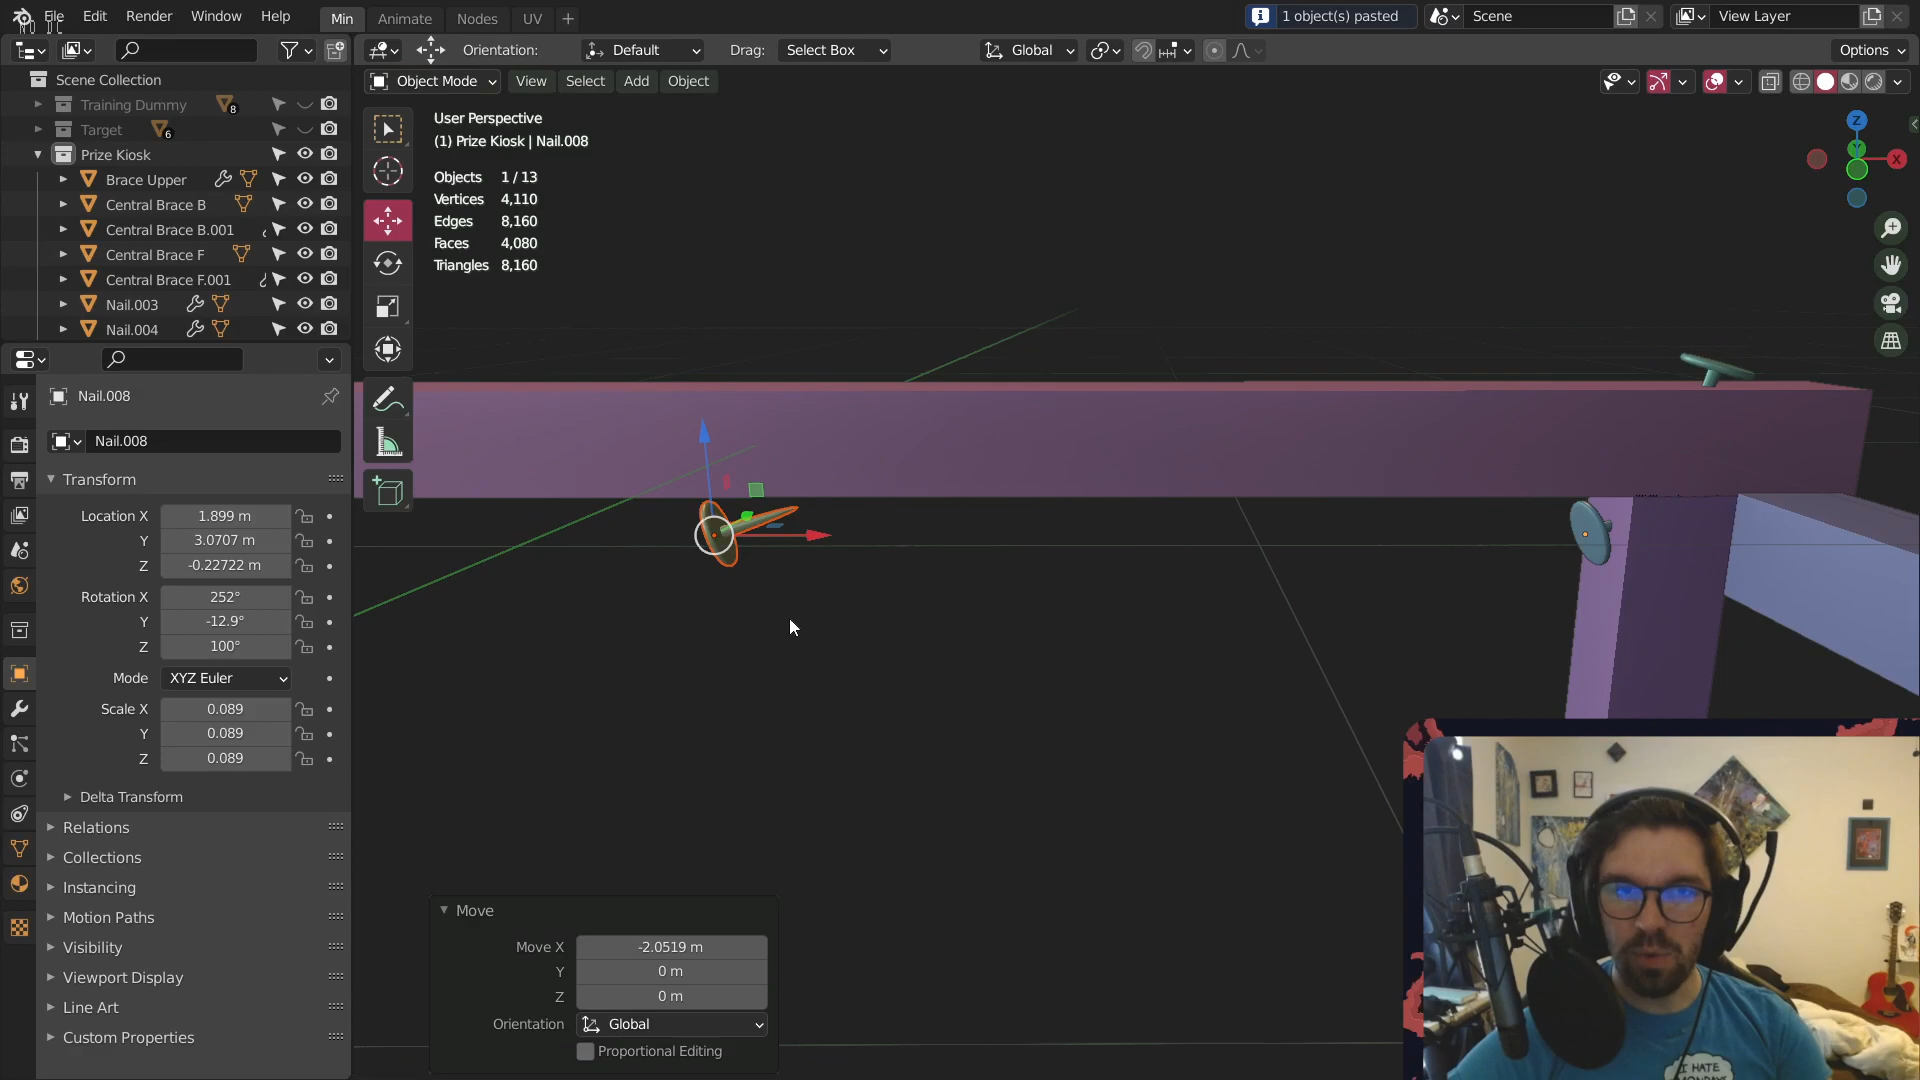 File Edit Render Window Help Min Animate Nodes UV
1 object(s) pasted Scene View Layer
Orientation: Default Drag: Select Box Global Options
Object Mode View Select Add Object
Scene Collection
Training Dummy 8
Target 6
Prize Kiosk
Brace Upper
Central Brace B
Central Brace B.001
Central Brace F
Central Brace F.001
Nail.003
Nail.004
User Perspective
(1) Prize Kiosk | Nail.008
Objects 1 / 13
Vertices 4,110
Edges 8,160
Faces 4,080
Triangles 8,160
Z
X
Nail.008
Nail.008
Transform
Location X 1.899 m
Y 3.0707 m
Z -0.22722 m
Rotation X 252°
Y -12.9°
Z 100°
Mode XYZ Euler
Scale X 0.089
Y 0.089
Z 0.089
Delta Transform
Relations
Collections
Instancing
Motion Paths
Visibility
Viewport Display
Line Art
Custom Properties
Move
Move X -2.0519 m
Y 0 m
Z 0 m
Orientation Global
Proportional Editing
I HATE